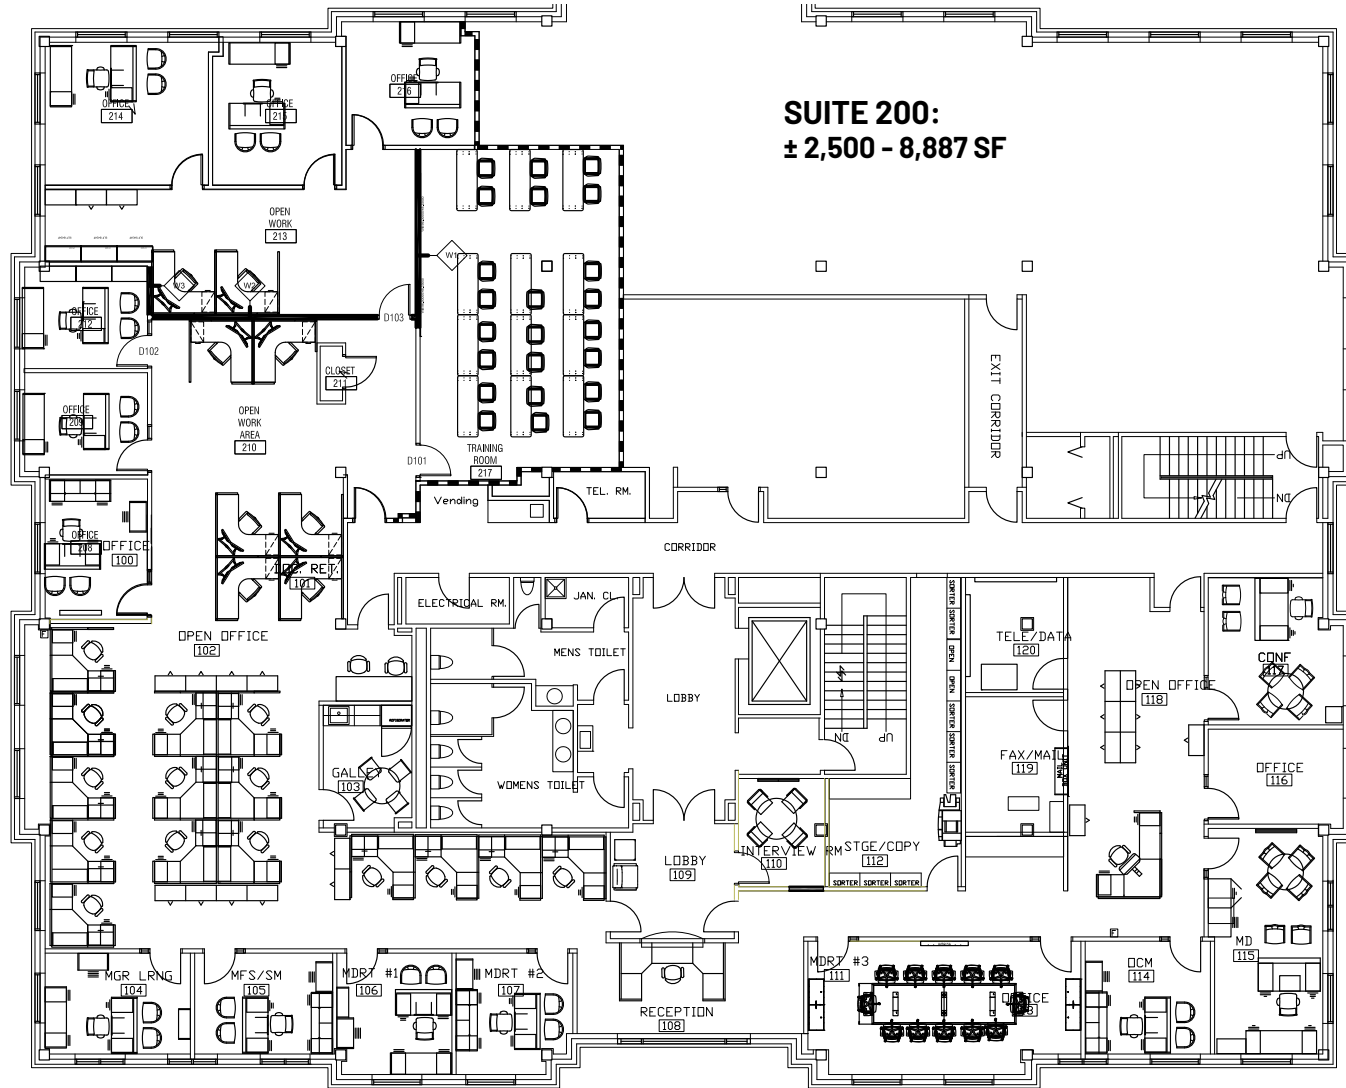 SUITE 200:
± 2,500 - 8,887 SF
OFFICE
214
OFFICE
215
OFFICE
216
OPEN
WORK
213
W1
W3
W2
OFFICE
212
D103
D102
CLOSET
211
OFFICE
209
OPEN
WORK
AREA
210
D101
TRAINING
ROOM
217
EXIT CORRIDOR
UP
DN
Vending
TEL. RM.
CORRIDOR
OFFICE
208
OFFICE
100
DOC. RET.
101
ELECTRICAL RM.
JAN. CL.
OPEN OFFICE
102
MENS TOILET
LOBBY
DN
UP
SORTER
SORTER
OPEN
OPEN
SORTER
SORTER
SORTER
TELE/DATA
120
CONF
117
OPEN OFFICE
118
REFRIGERATOR
GALLEY
103
WOMENS TOILET
FAX/MAIL
119
MAIL
OFFICE
116
LOBBY
109
INTERVIEW RM
110
STGE/COPY
112
SORTER SORTER SORTER
F
F
MGR LRNG
104
MFS/SM
105
MDRT #1
106
MDRT #2
107
RECEPTION
108
MDRT #3
111
OFFICE
DCM
114
MD
115